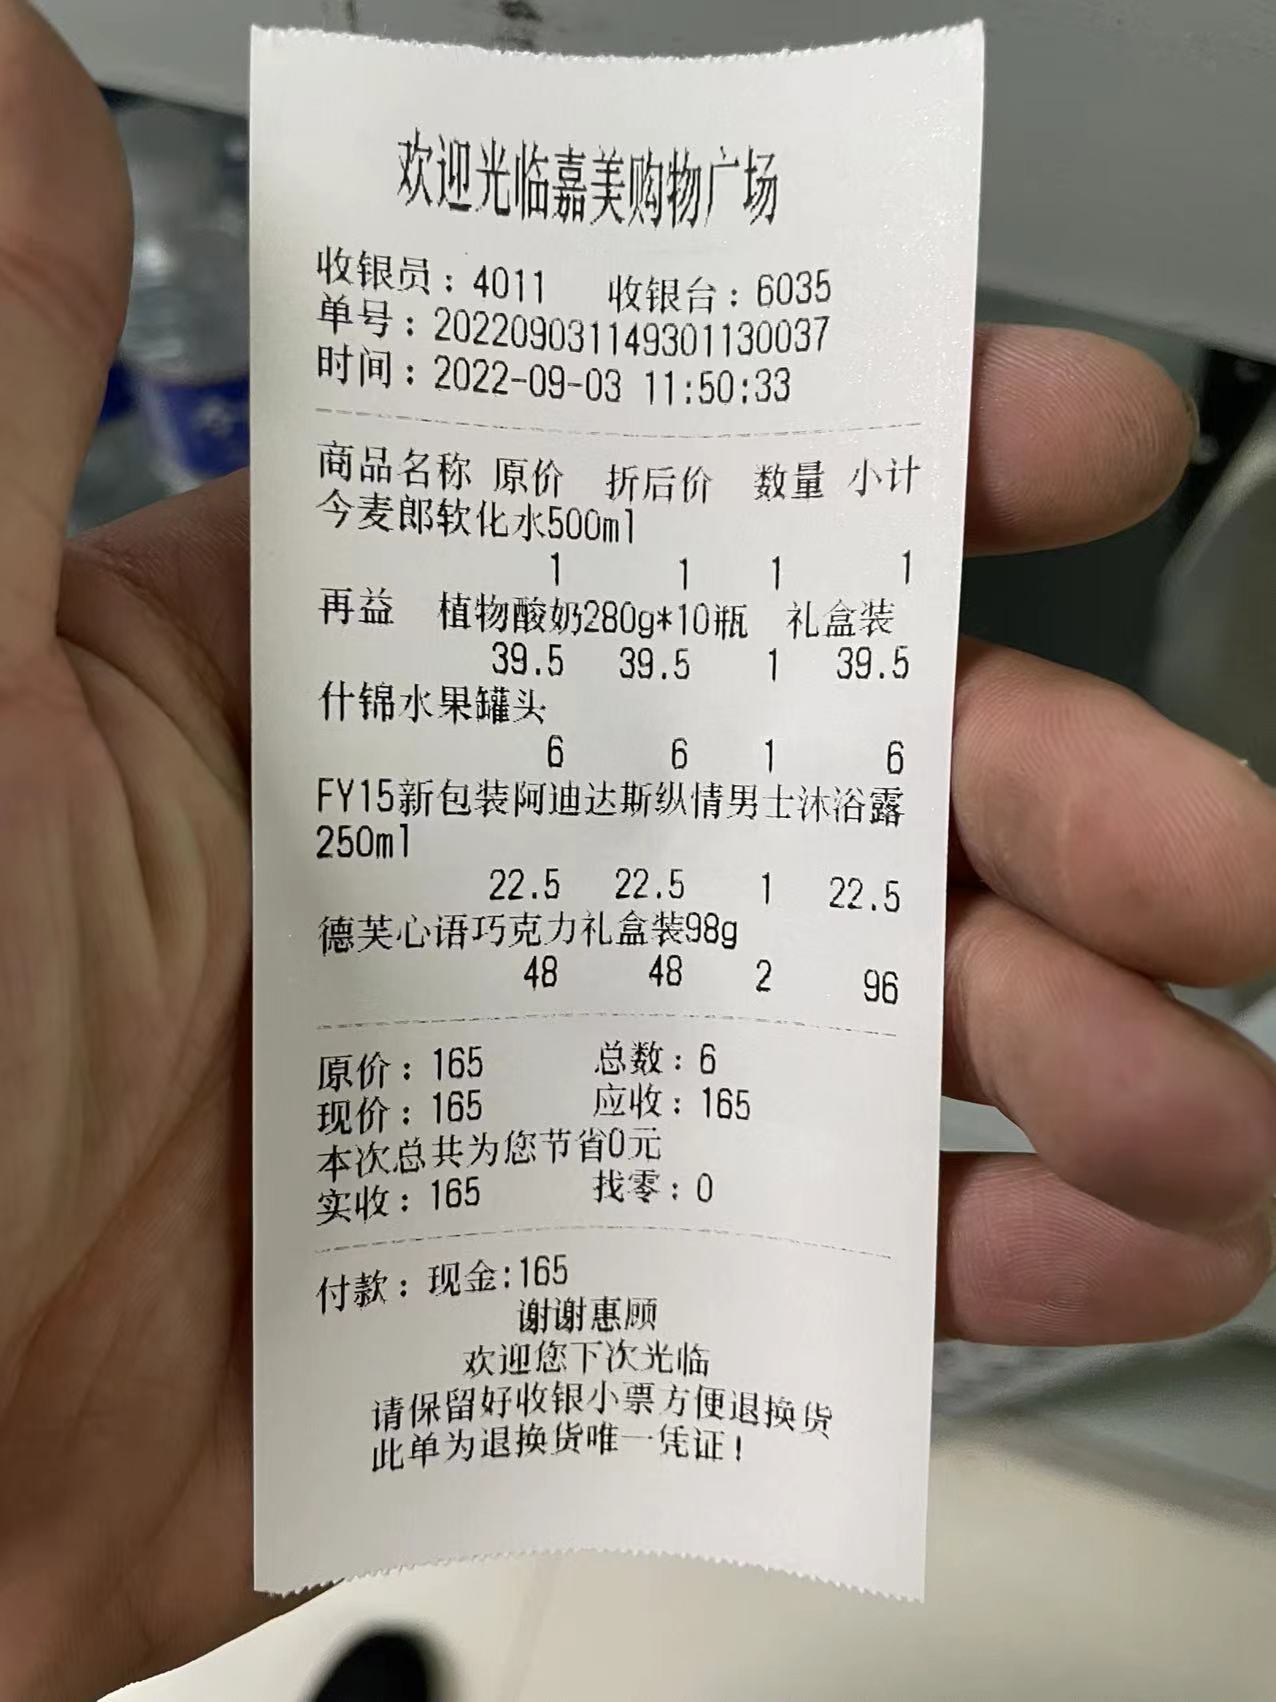 欢迎光临嘉美购物广场
收银员：4011 收银台：6035
单号：202209031149301130037
时间：2022-09-03 11:50:33
商品名称 原价 折后价 数量 小计
今麦郎软化水500ml
1 1 1 1
再益 植物酸奶280g*10瓶 礼盒装
39.5 39.5 1 39.5
什锦水果罐头
6 6 1 6
FY15新包装阿迪达斯纵情男士沐浴露
250ml
22.5 22.5 1 22.5
德芙心语巧克力礼盒装98g
48 48 2 96
原价：165 总数：6
现价：165 应收：165
本次总共为您节省0元
实收：165 找零：0
付款：现金:165
谢谢惠顾
欢迎您下次光临
请保留好收银小票方便退换货
此单为退换货唯一凭证！